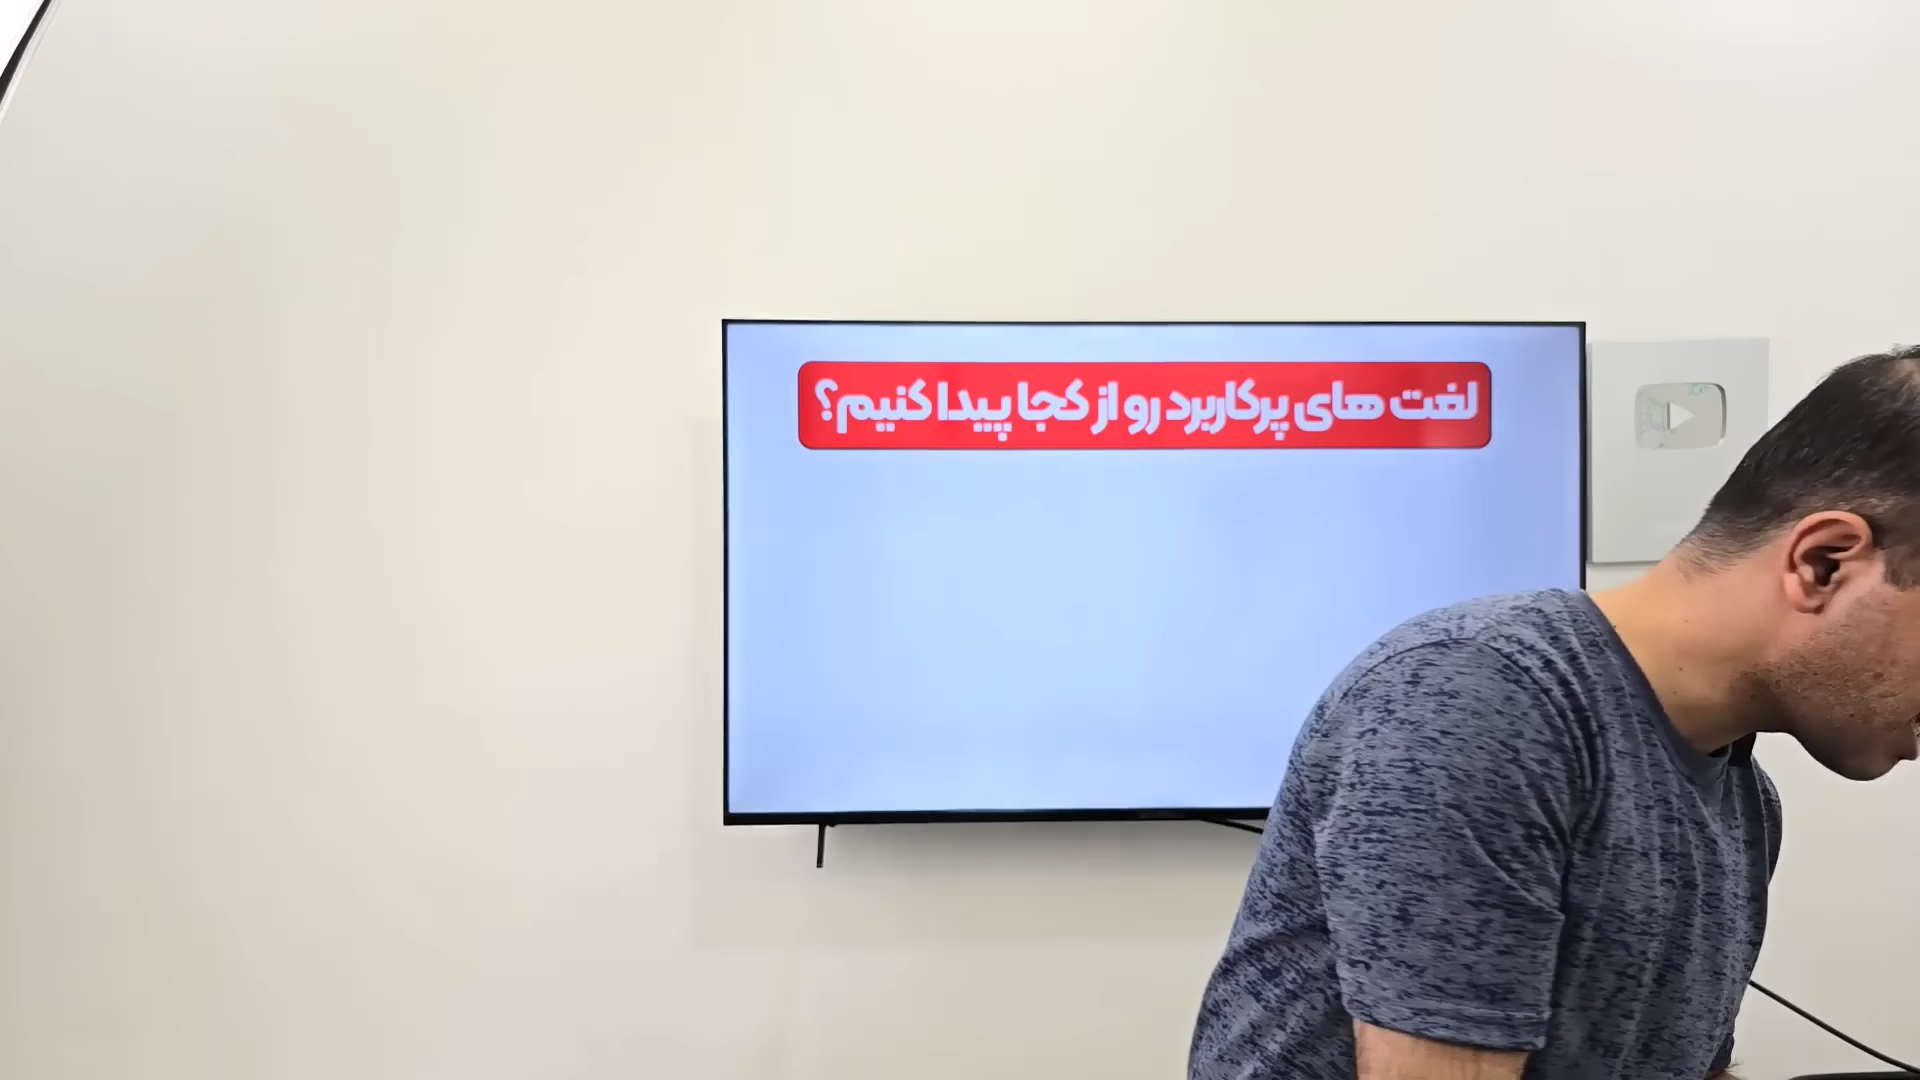 لغت های پرکاربرد رو از کجا پیدا کنیم؟